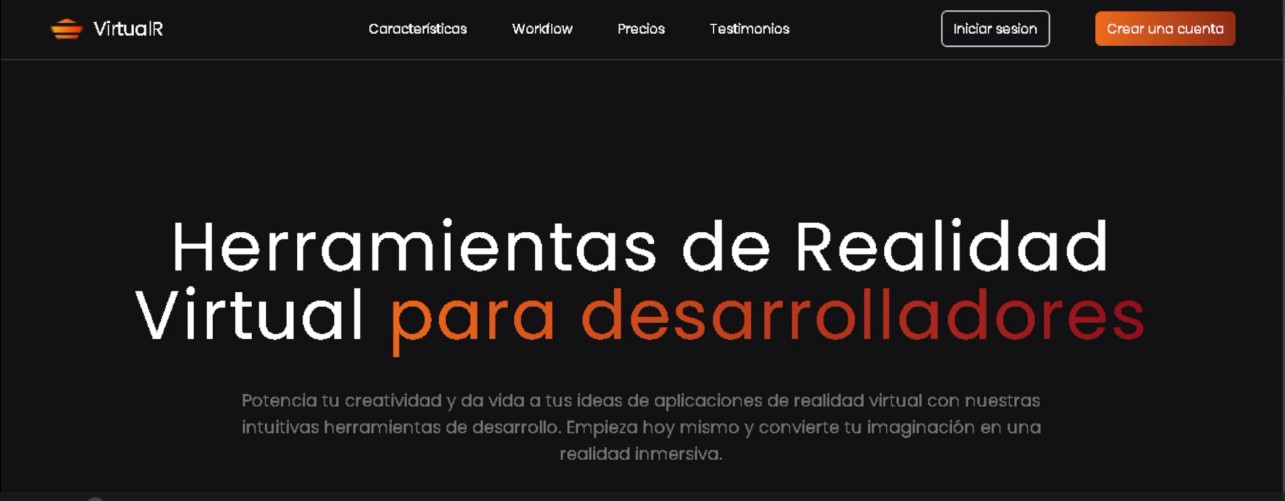 VirtualR
Características
Workflow
Precios
Testimonios
Iniciar sesion
Crear una cuenta
Herramientas de Realidad
Virtual para desarrolladores
Potencia tu creatividad y da vida a tus ideas de aplicaciones de realidad virtual con nuestras
intuitivas herramientas de desarrollo. Empieza hoy mismo y convierte tu imaginación en una
realidad inmersiva.